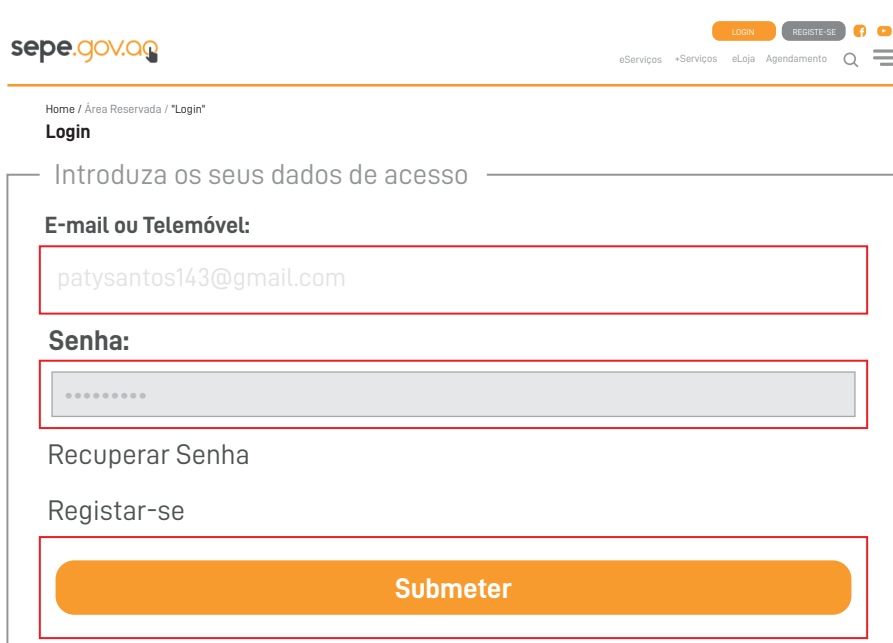 LOGIN REGISTE-SE
sepe.gov.ao
eServiços +Serviços eLoja Agendamento
Home / Área Reservada / "Login"
Login
Introduza os seus dados de acesso
E-mail ou Telemóvel:
patysantos143@gmail.com
Senha:
•••••••••
Recuperar Senha
Registar-se
Submeter